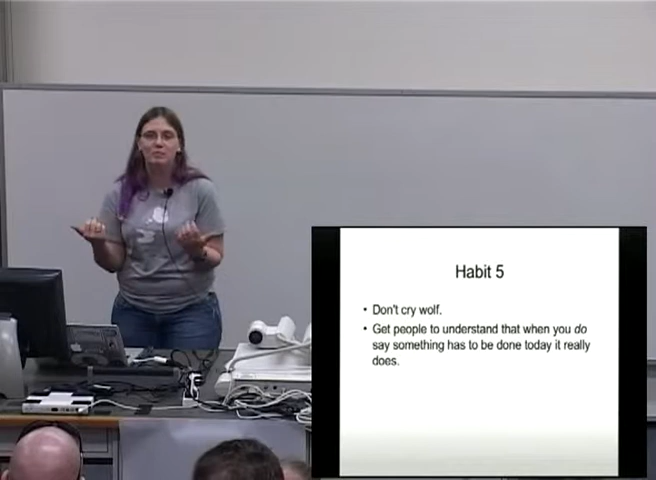 Habit 5
• Don't cry wolf.
• Get people to understand that when you do
say something has to be done today it really
does.